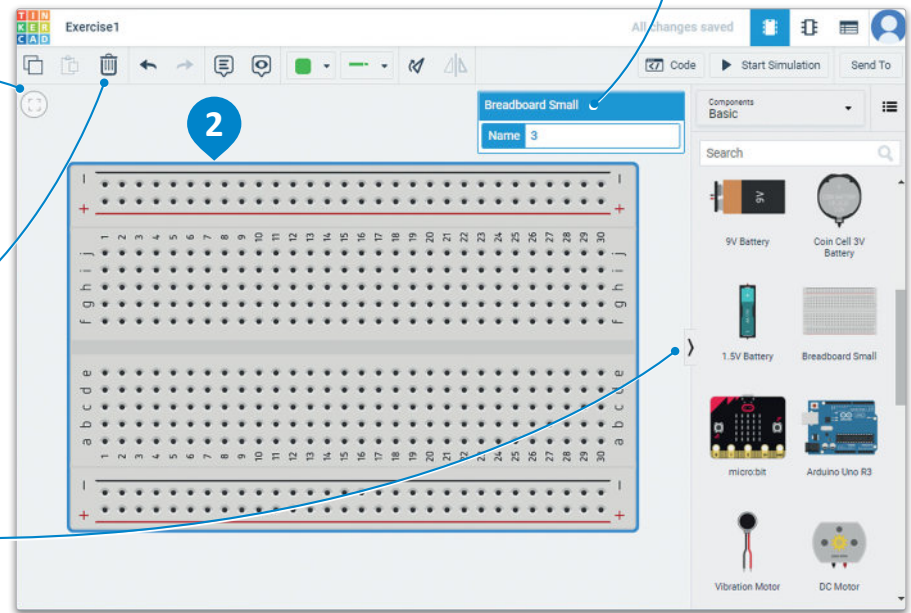 TIN
KER
CAD
Exercise1
All changes saved
Code
Start Simulation
Send To
2
Breadboard Small
Name 3
Components
Basic
Search
9V
9V Battery
Coin Cell 3V
Battery
1.5V Battery
Breadboard Small
micro:bit
Arduino Uno R3
Vibration Motor
DC Motor
− −
+ +
1 2 3 4 5 6 7 8 9 10 11 12 13 14 15 16 17 18 19 20 21 22 23 24 25 26 27 28 29 30
j j
i i
h h
g g
f f
e e
d d
c c
b b
a a
1 2 3 4 5 6 7 8 9 10 11 12 13 14 15 16 17 18 19 20 21 22 23 24 25 26 27 28 29 30
− −
+ +